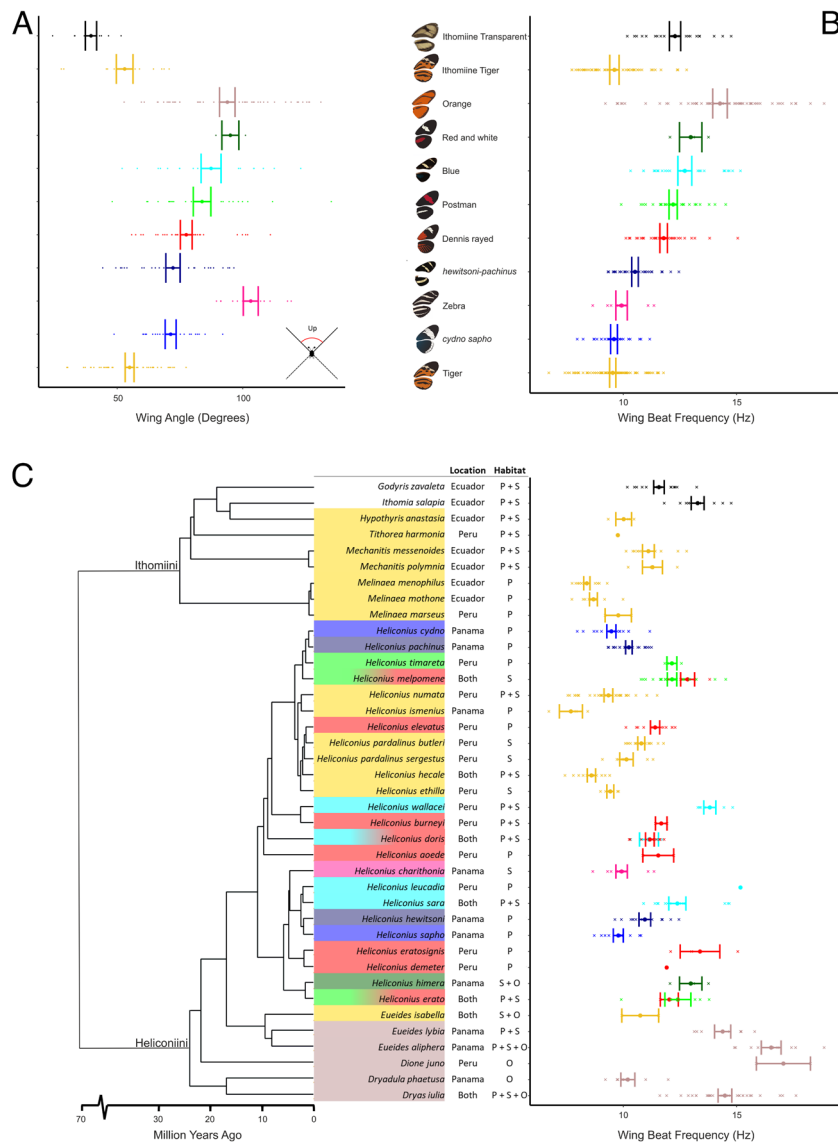 A
B
Ithomiine Transparent
Ithomiine Tiger
Orange
Red and white
Blue
Postman
Dennis rayed
hewitsoni-pachinus
Zebra
cydno sapho
Tiger
Up
50 100
Wing Angle (Degrees)
10 15
Wing Beat Frequency (Hz)
C
Location Habitat
Godyris zavaleta Ecuador P + S
Ithomia salapia Ecuador P + S
Hypothyris anastasia Ecuador P + S
Tithorea harmonia Peru P + S
Mechanitis messenoides Ecuador P + S
Mechanitis polymnia Ecuador P + S
Melinaea menophilus Ecuador P
Melinaea mothone Ecuador P
Melinaea marseus Peru P
Heliconius cydno Panama P
Heliconius pachinus Panama P
Heliconius timareta Peru P
Heliconius melpomene Both S
Heliconius numata Peru P + S
Heliconius ismenius Panama P
Heliconius elevatus Peru P
Heliconius pardalinus butleri Peru S
Heliconius pardalinus sergestus Peru S
Heliconius hecale Both P + S
Heliconius ethilla Peru S
Heliconius wallacei Peru P + S
Heliconius burneyi Peru P + S
Heliconius doris Both P + S
Heliconius aoede Peru P
Heliconius charithonia Panama S
Heliconius leucadia Peru P
Heliconius sara Both P + S
Heliconius hewitsoni Panama P
Heliconius sapho Panama P
Heliconius eratosignis Peru P
Heliconius demeter Peru P
Heliconius himera Panama S + O
Heliconius erato Both P + S
Eueides isabella Both S + O
Eueides lybia Panama P + S
Eueides aliphera Panama P + S + O
Dione juno Peru O
Dryadula phaetusa Panama O
Dryas iulia Both P + S + O
Ithomiini
Heliconiini
70 30 20 10 0
Million Years Ago
10 15
Wing Beat Frequency (Hz)